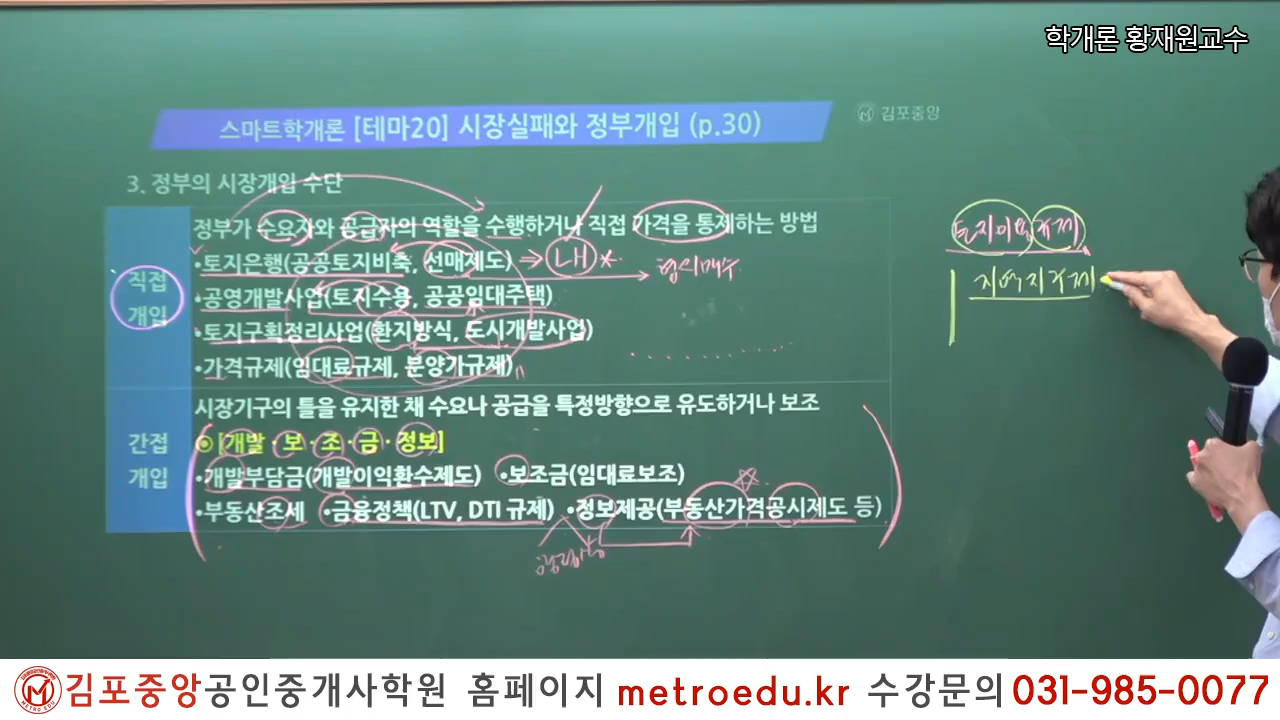 학개론 황재원교수
스마트학개론 [테마20] 시장실패와 정부개입 (p.30)
김포중앙
3. 정부의 시장개입 수단
직접
개입
정부가 수요자와 공급자의 역할을 수행하거나 직접 가격을 통제하는 방법
•토지은행(공공토지비축, 선매제도) ⇒ LH *
•공영개발사업(토지수용, 공공임대주택)
•토지구획정리사업(환지방식, 도시개발사업)
•가격규제(임대료규제, 분양가규제)
간접
개입
시장기구의 틀을 유지한 채 수요나 공급을 특정방향으로 유도하거나 보조
◉ [개발·보·조·금·정보]
•개발부담금(개발이익환수제도) •보조금(임대료보조)
•부동산조세 •금융정책(LTV, DTI 규제) •정보제공(부동산가격공시제도 등)
토지이용규제
지역지구제
METRO EDU
김포중앙공인중개사학원 홈페이지 metroedu.kr 수강문의 031-985-0077